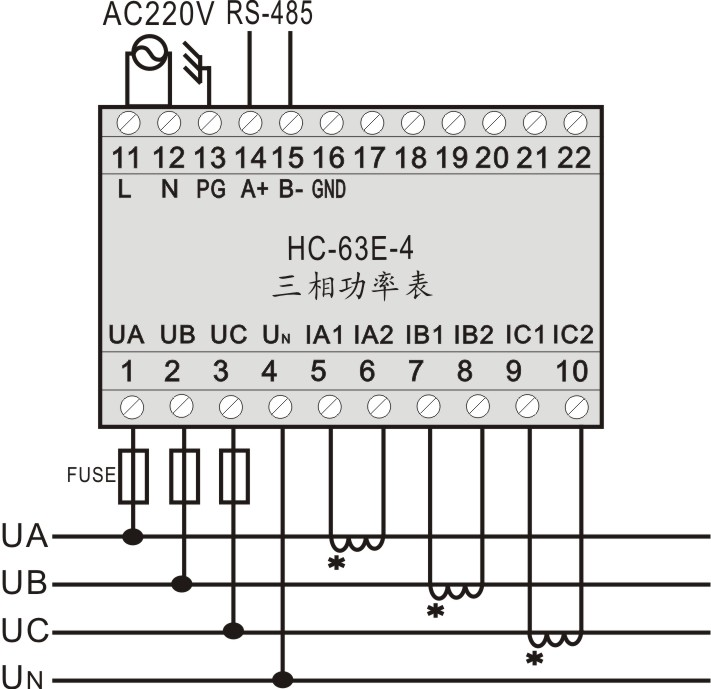 AC220V RS-485
11 12 13 14 15 16 17 18 19 20 21 22
L N PG A+ B- GND
HC-63E-4
三相功率表
UA UB UC UN IA1 IA2 IB1 IB2 IC1 IC2
1 2 3 4 5 6 7 8 9 10
FUSE
UA
*
UB
*
UC
*
UN